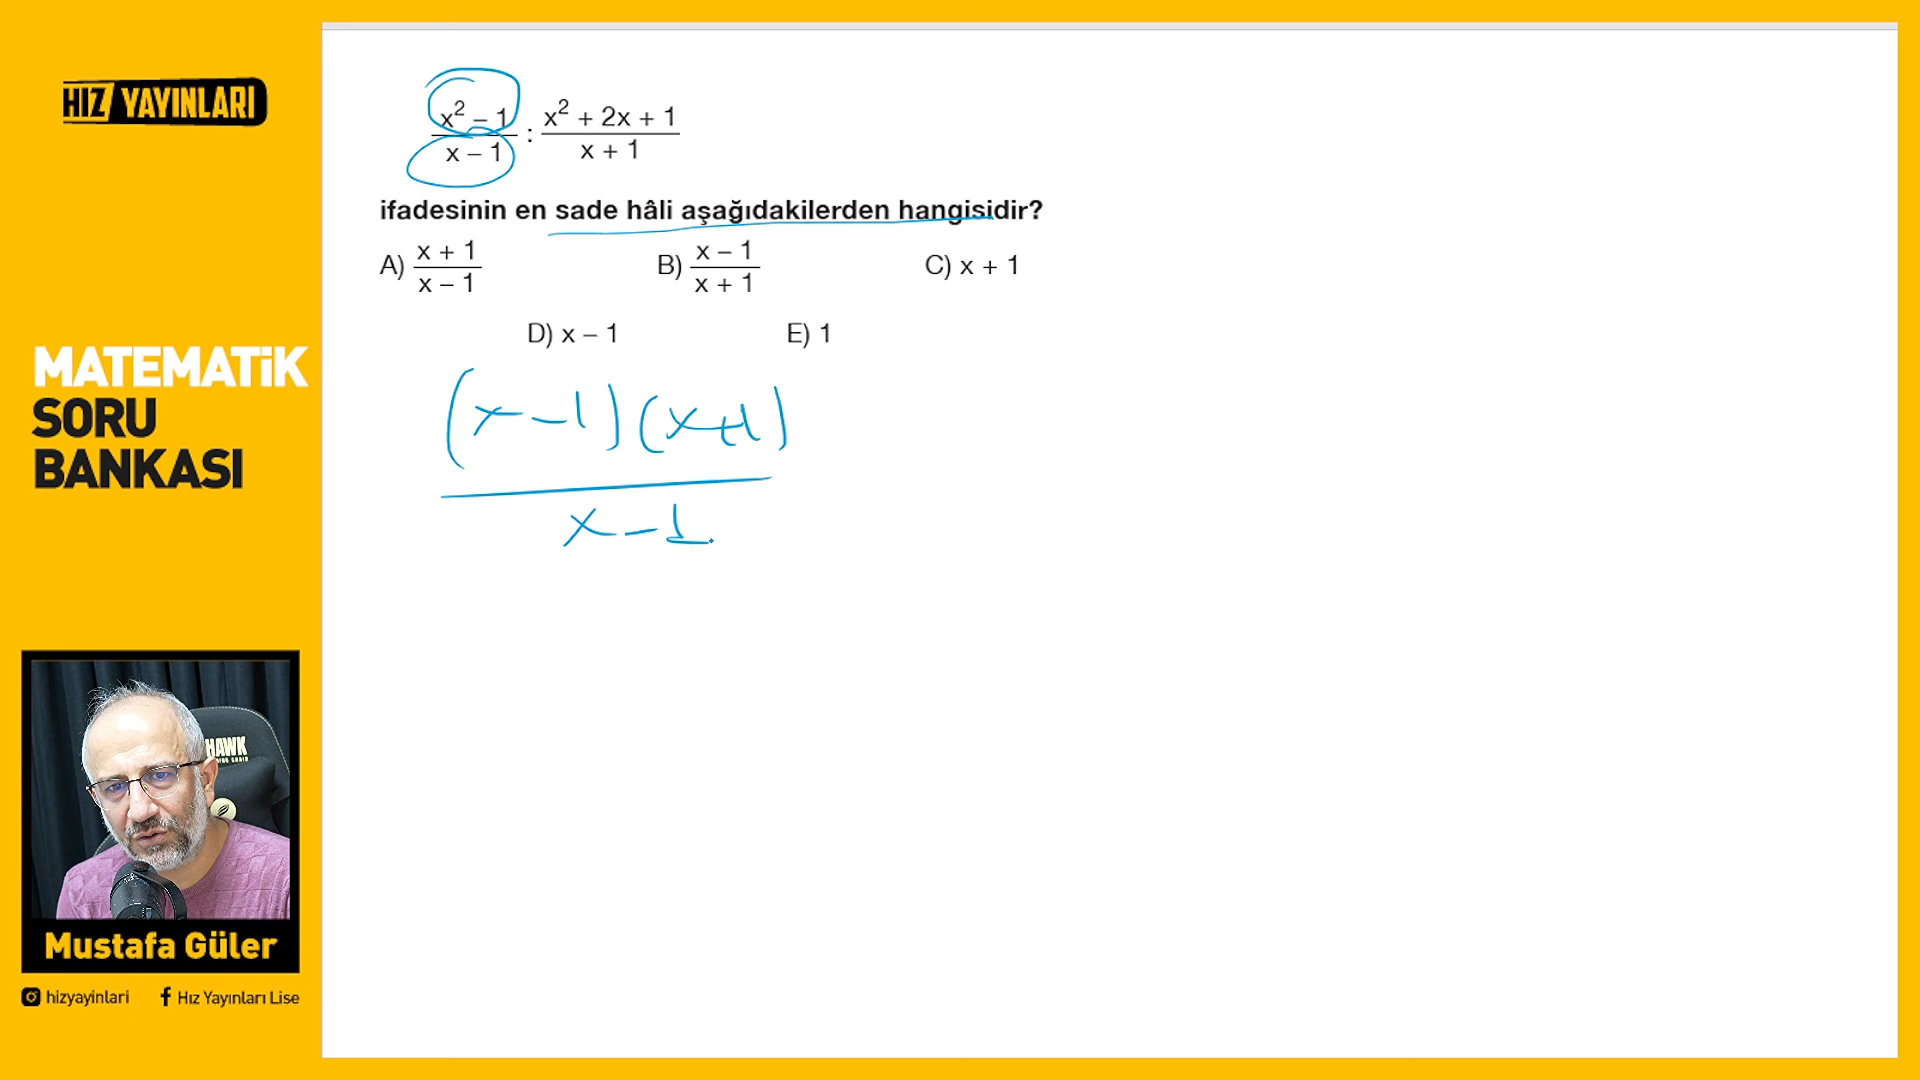 HIZ YAYINLARI
MATEMATiK
SORU
BANKASI
HAWK
Mustafa Güler
hizyayinlari
Hız Yayınları Lise
x² – 1 / x – 1 : x² + 2x + 1 / x + 1
ifadesinin en sade hâli aşağıdakilerden hangisidir?
A) x + 1 / x – 1 B) x – 1 / x + 1 C) x + 1
D) x – 1 E) 1
(x – 1) (x + 1)
x – 1